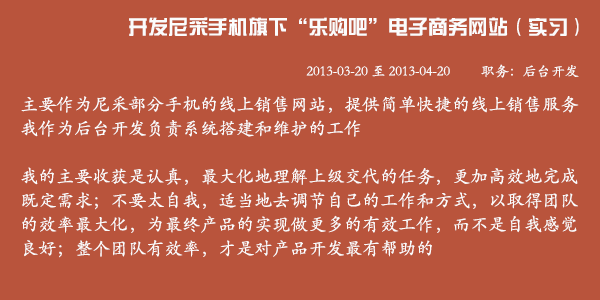 开发尼采手机旗下“乐购吧”电子商务网站（实习）
2013-03-20 至 2013-04-20 职务：后台开发
主要作为尼采部分手机的线上销售网站，提供简单快捷的线上销售服务
我作为后台开发负责系统搭建和维护的工作
我的主要收获是认真，最大化地理解上级交代的任务，更加高效地完成
既定需求；不要太自我，适当地去调节自己的工作和方式，以取得团队
的效率最大化，为最终产品的实现做更多的有效工作，而不是自我感觉
良好；整个团队有效率，才是对产品开发最有帮助的